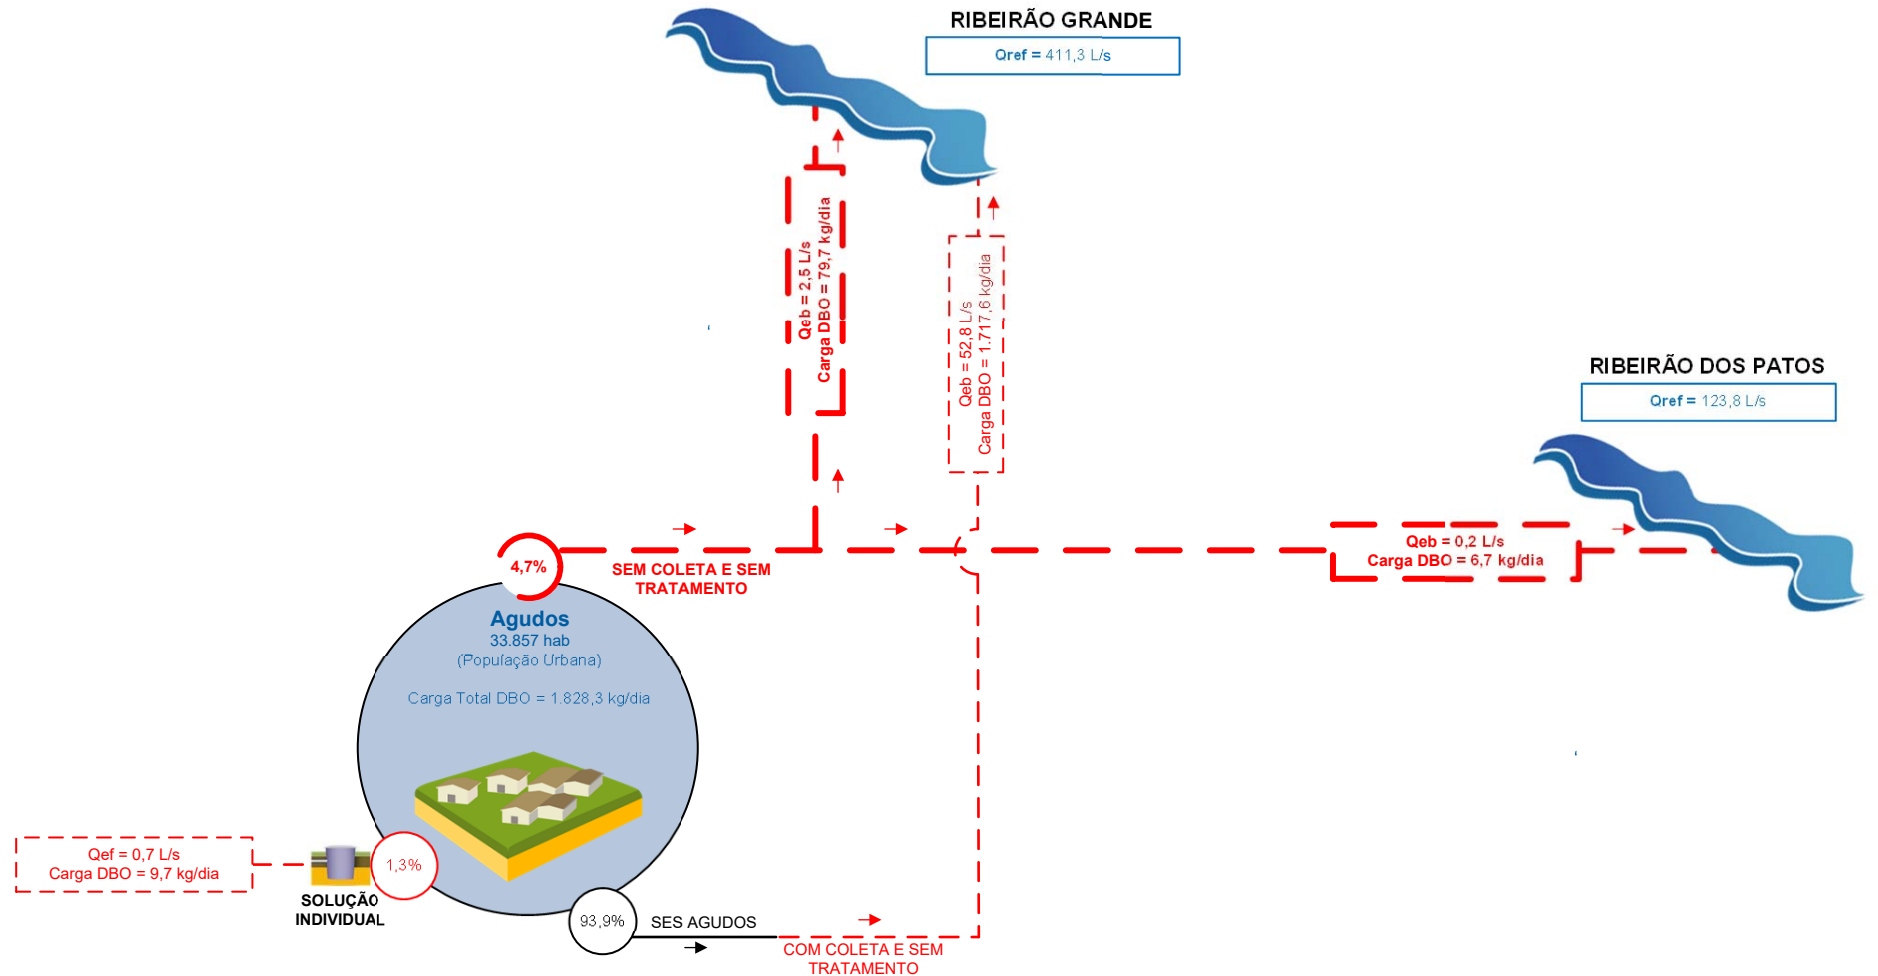 RIBEIRÃO GRANDE
Qref = 411,3 L/s
Qeb = 2,5 L/s
Carga DBO = 79,7 kg/dia
Qeb = 52,8 L/s
Carga DBO = 1.717,6 kg/dia
RIBEIRÃO DOS PATOS
Qref = 123,8 L/s
Qeb = 0,2 L/s
Carga DBO = 6,7 kg/dia
4,7%
SEM COLETA E SEM
TRATAMENTO
Agudos
33.857 hab
(População Urbana)
Carga Total DBO = 1.828,3 kg/dia
Qef = 0,7 L/s
Carga DBO = 9,7 kg/dia
1,3%
SOLUÇÃO
INDIVIDUAL
93,9%
SES AGUDOS
COM COLETA E SEM
TRATAMENTO